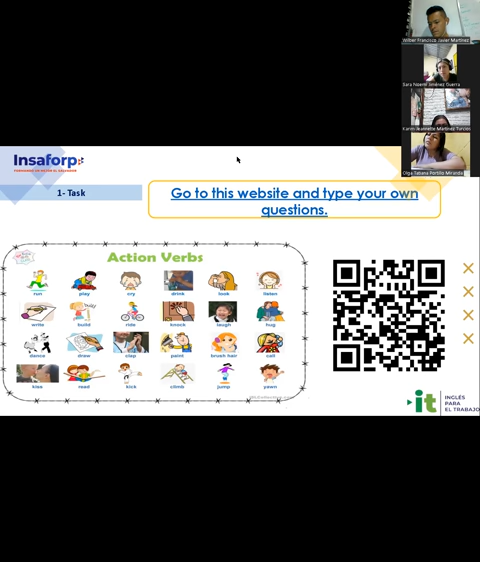 Wilber Francisco Javier Martinez
Sara Noemi Jiménez Guerra
Karen Jeannette Martinez Turcios
Olga Tatiana Portillo Miranda
Insaforp
1- Task
Go to this website and type your own
questions.
Action Verbs
run play cry drink look listen
write build ride knock laugh hug
dance draw clap paint brush hair call
kiss read kick climb jump yawn
it INGLÉS
PARA
EL TRABAJO